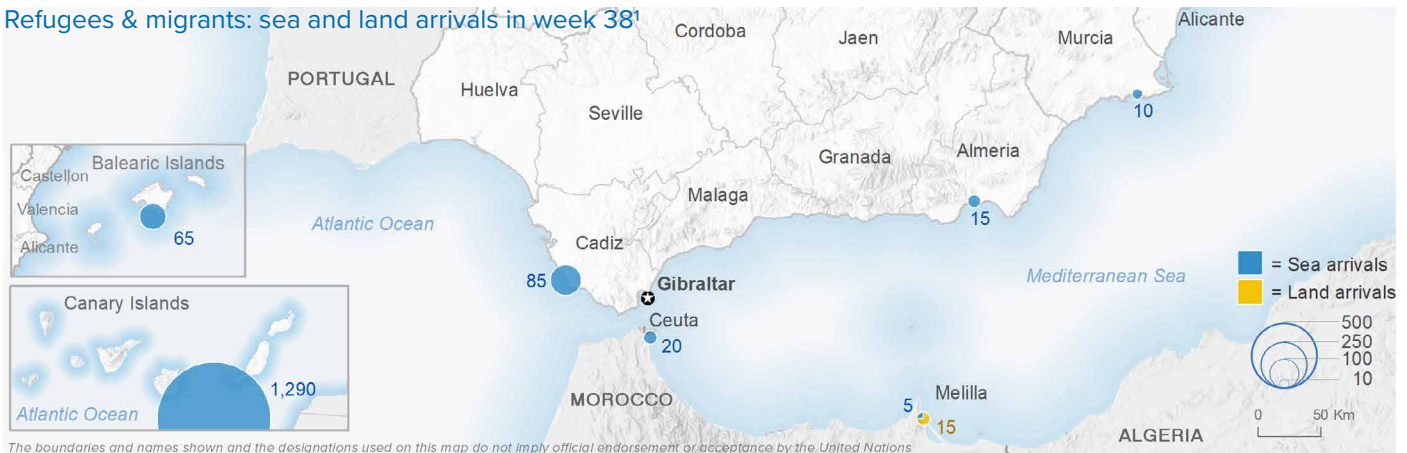 Refugees & migrants: sea and land arrivals in week 38¹
Alicante
Cordoba
Jaen
Murcia
PORTUGAL
Huelva
Seville
10
Granada
Almeria
Balearic Islands
Castellon
Valencia
Alicante
65
Malaga
Atlantic Ocean
15
Cadiz
85
Gibraltar
Ceuta
20
Mediterranean Sea
= Sea arrivals
= Land arrivals
500
250
100
10
0 50 Km
Canary Islands
1,290
Atlantic Ocean
MOROCCO
Melilla
5
15
ALGERIA
The boundaries and names shown and the designations used on this map do not imply official endorsement or acceptance by the United Nations